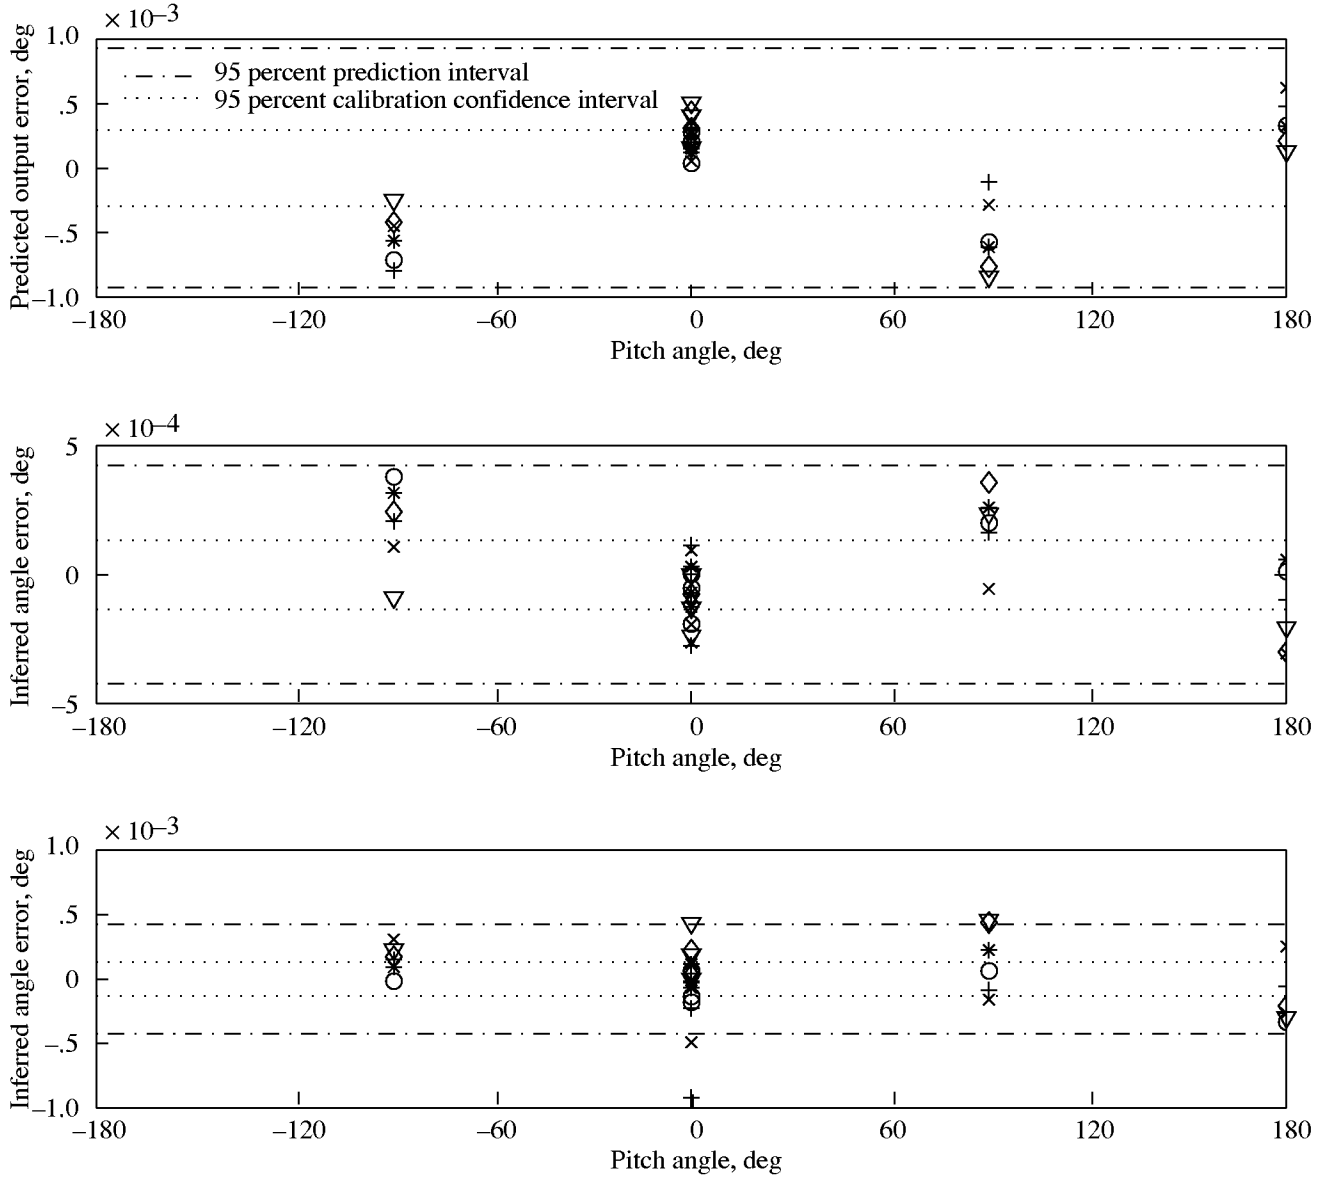 × 10–3
1.0
.5
0
–.5
–1.0
Predicted output error, deg
95 percent prediction interval
95 percent calibration confidence interval
–180 –120 –60 0 60 120 180
Pitch angle, deg
× 10–4
5
0
–5
Inferred angle error, deg
–180 –120 –60 0 60 120 180
Pitch angle, deg
× 10–3
1.0
.5
0
–.5
–1.0
Inferred angle error, deg
–180 –120 –60 0 60 120 180
Pitch angle, deg